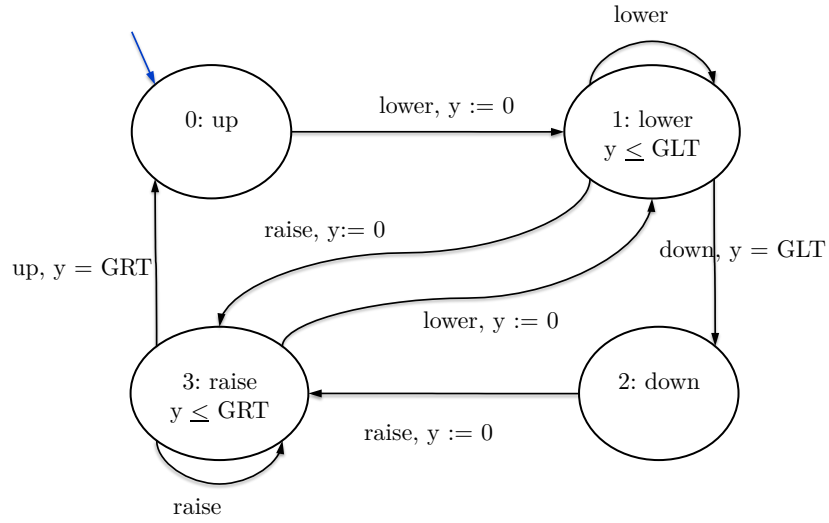 lower
0: up
lower, y := 0
1: lower
y ≤ GLT
raise, y:= 0
up, y = GRT
down, y = GLT
lower, y := 0
3: raise
y ≤ GRT
2: down
raise, y := 0
raise